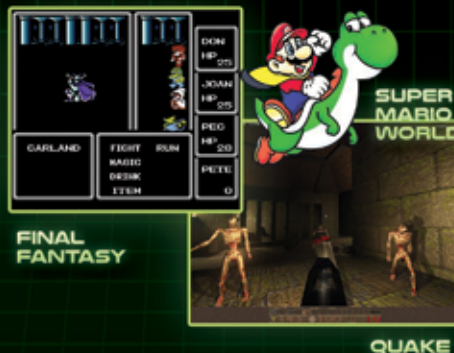 DON
HP
25
JOAN
HP
25
PEG
HP
20
PETE
0
GARLAND
FIGHT RUN
MAGIC
DRINK
ITEM
SUPER
MARIO
WORLD
FINAL
FANTASY
QUAKE